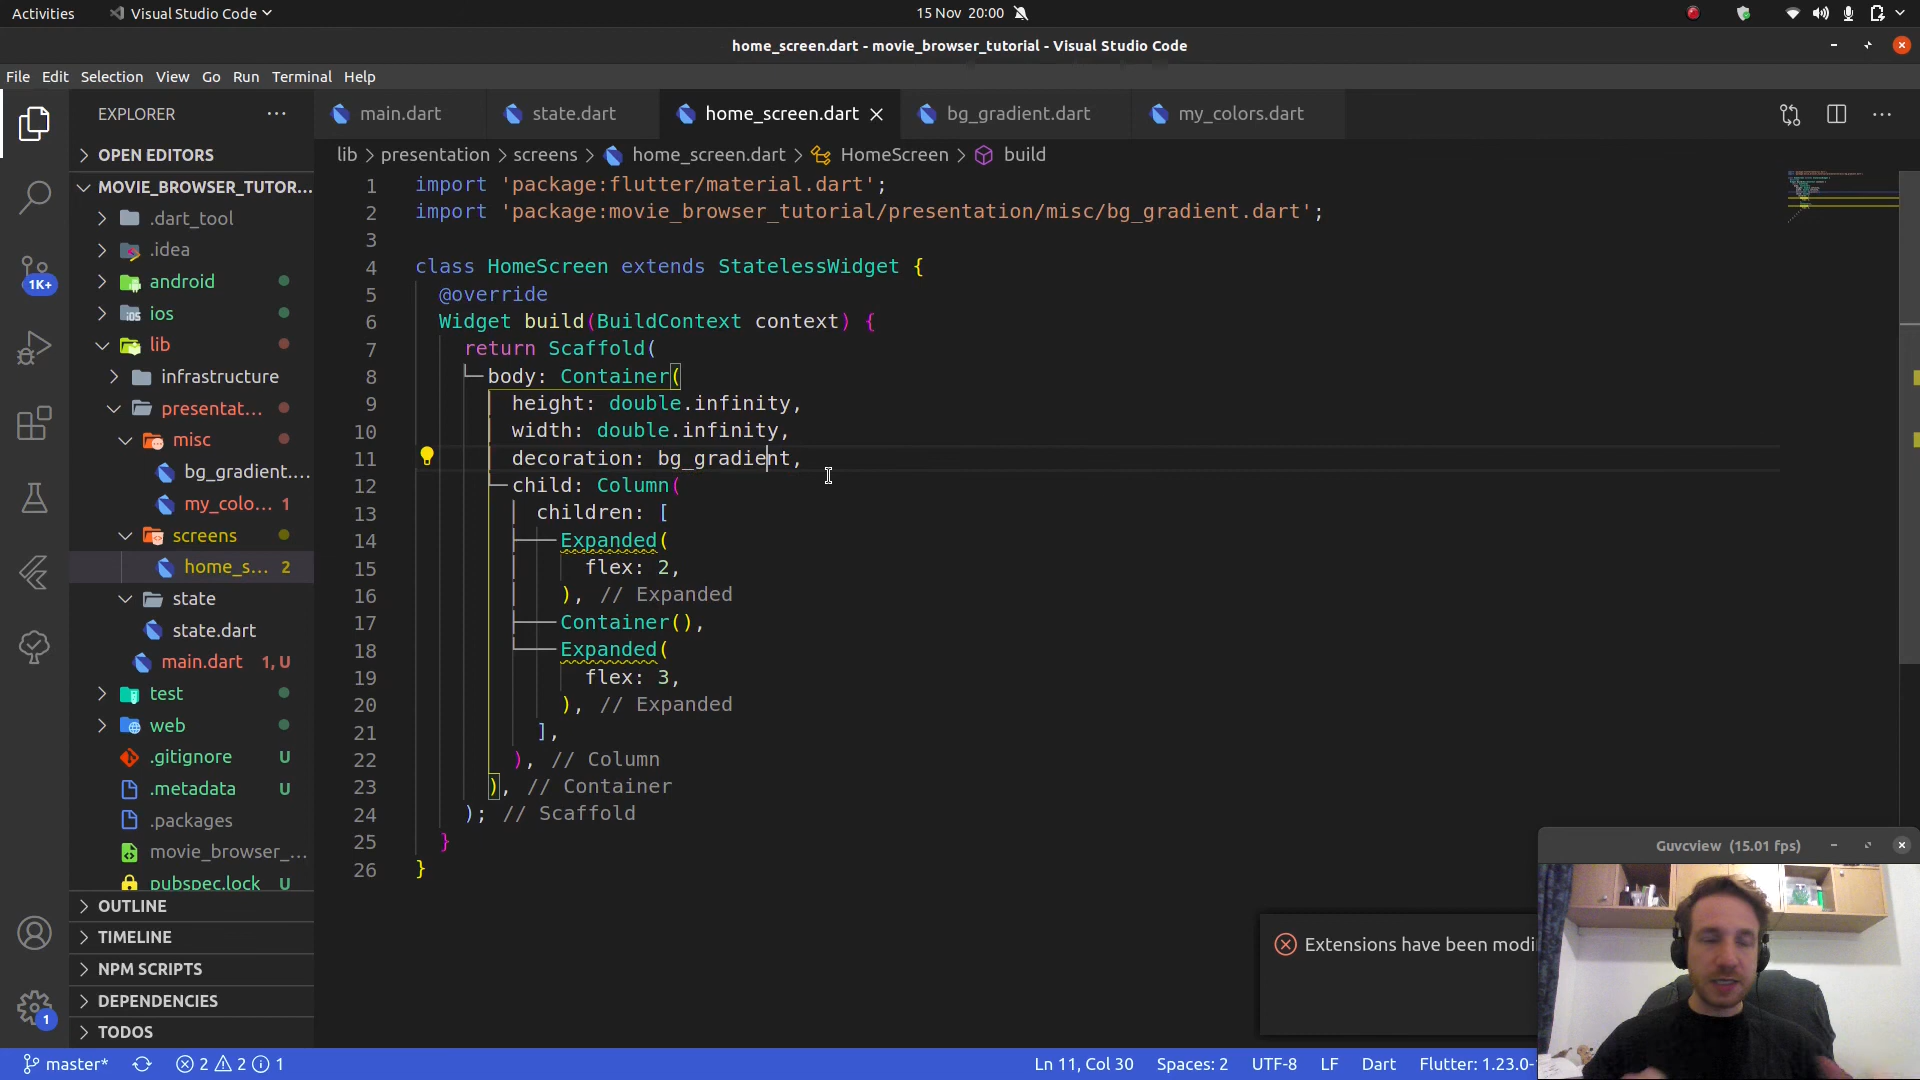 Activities
Visual Studio Code
15 Nov 20:00
home_screen.dart - movie_browser_tutorial - Visual Studio Code
File Edit Selection View Go Run Terminal Help
EXPLORER
OPEN EDITORS
MOVIE_BROWSER_TUTOR...
.dart_tool
.idea
android
ios
lib
infrastructure
presentat...
misc
bg_gradient....
my_colo... 1
screens
home_s... 2
state
state.dart
main.dart 1, U
test
web
.gitignore U
.metadata U
.packages
movie_browser_...
pubspec.lock U
OUTLINE
TIMELINE
NPM SCRIPTS
DEPENDENCIES
TODOS
1K+
1
main.dart
state.dart
home_screen.dart
bg_gradient.dart
my_colors.dart
lib > presentation > screens > home_screen.dart > HomeScreen > build
1 import 'package:flutter/material.dart';
2 import 'package:movie_browser_tutorial/presentation/misc/bg_gradient.dart';
3
4 class HomeScreen extends StatelessWidget {
5 @override
6 Widget build(BuildContext context) {
7 return Scaffold(
8 body: Container(
9 height: double.infinity,
10 width: double.infinity,
11 decoration: bg_gradient,
12 child: Column(
13 children: [
14 Expanded(
15 flex: 2,
16 ), // Expanded
17 Container(),
18 Expanded(
19 flex: 3,
20 ), // Expanded
21 ],
22 ), // Column
23 ), // Container
24 ); // Scaffold
25 }
26 }
Guvcview (15.01 fps)
Extensions have been modi
master*
2 2 1
Ln 11, Col 30
Spaces: 2
UTF-8
LF
Dart
Flutter: 1.23.0-